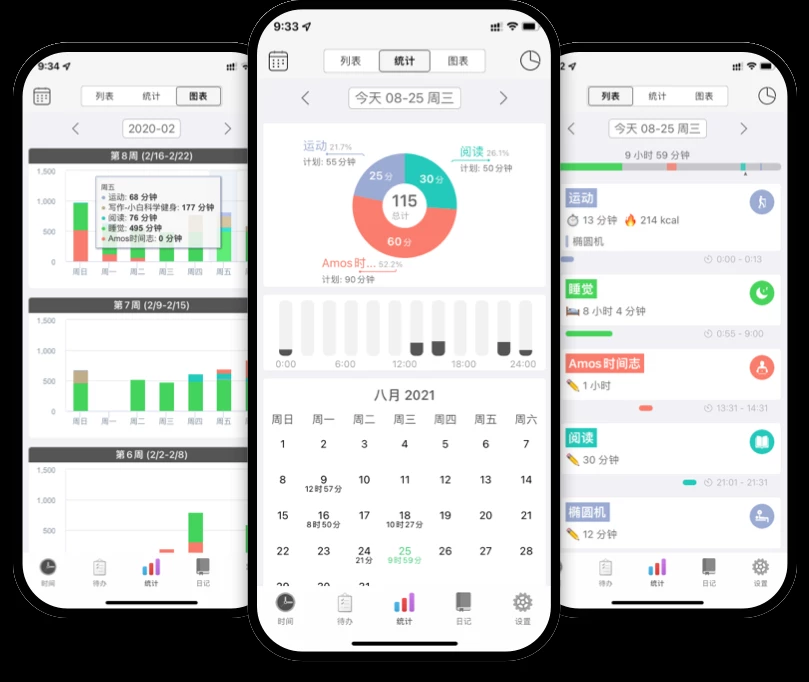 9:34
列表 统计 图表
2020-02
第8周 (2/16-2/22)
1,500
1,000
500
0
周五
运动: 68 分钟
写作-小白科学健身: 177 分钟
阅读: 76 分钟
睡觉: 495 分钟
Amos时间志: 0 分钟
周日 周一 周二 周三 周四 周五
第7周 (2/9-2/15)
1,500
1,000
500
0
周日 周一 周二 周三 周四 周五
第6周 (2/2-2/8)
1,500
1,000
500
时间 待办 统计 日记
9:33
列表 统计 图表
今天 08-25 周三
运动 21.7%
计划: 55分钟
阅读 26.1%
计划: 50分钟
25分
30分
115
总计
60分
Amos时... 52.2%
计划: 90分钟
0:00 6:00 12:00 18:00 24:00
八月 2021
周日 周一 周二 周三 周四 周五 周六
1 2 3 4 5 6 7
8 9 10 11 12 13 14
12时57分
15 16 17 18 19 20 21
8时50分 10时27分
22 23 24 25 26 27 28
21分 9时59分
29 30 31
时间 待办 统计 日记 设置
2
列表 统计 图表
今天 08-25 周三
9 小时 59 分钟
运动
13 分钟 214 kcal
椭圆机
0:00 - 0:13
睡觉
8 小时 4 分钟
0:55 - 9:00
Amos时间志
1 小时
13:31 - 14:31
阅读
30 分钟
21:01 - 21:31
椭圆机
12 分钟
待办 统计 日记 设置